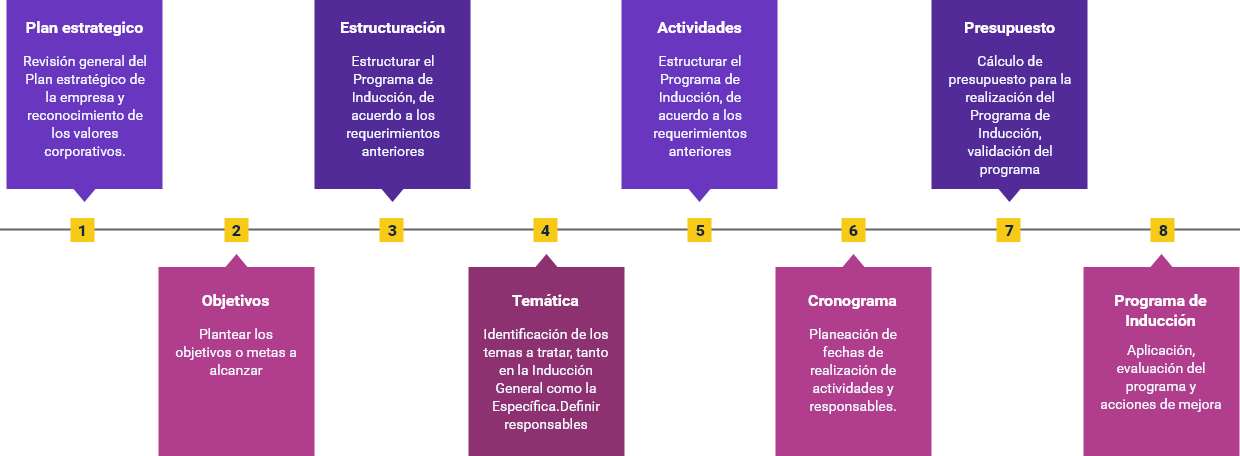 Plan estrategico
Revisión general del
Plan estratégico de
la empresa y
reconocimiento de
los valores
corporativos.
1
2
Objetivos
Plantear los
objetivos o metas a
alcanzar
Estructuración
Estructurar el
Programa de
Inducción, de
acuerdo a los
requerimientos
anteriores
3
4
Temática
Identificación de los
temas a tratar, tanto
en la Inducción
General como la
Específica.Definir
responsables
Actividades
Estructurar el
Programa de
Inducción, de
acuerdo a los
requerimientos
anteriores
5
6
Cronograma
Planeación de
fechas de
realización de
actividades y
responsables.
Presupuesto
Cálculo de
presupuesto para la
realización del
Programa de
Inducción,
validación del
programa
7
8
Programa de
Inducción
Aplicación,
evaluación del
programa y
acciones de mejora